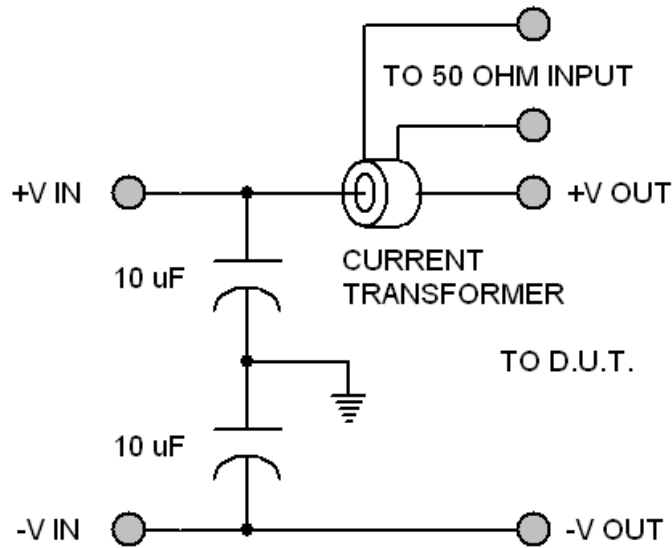 TO 50 OHM INPUT
+V IN
+V OUT
10 uF
CURRENT
TRANSFORMER
TO D.U.T.
10 uF
-V IN
-V OUT